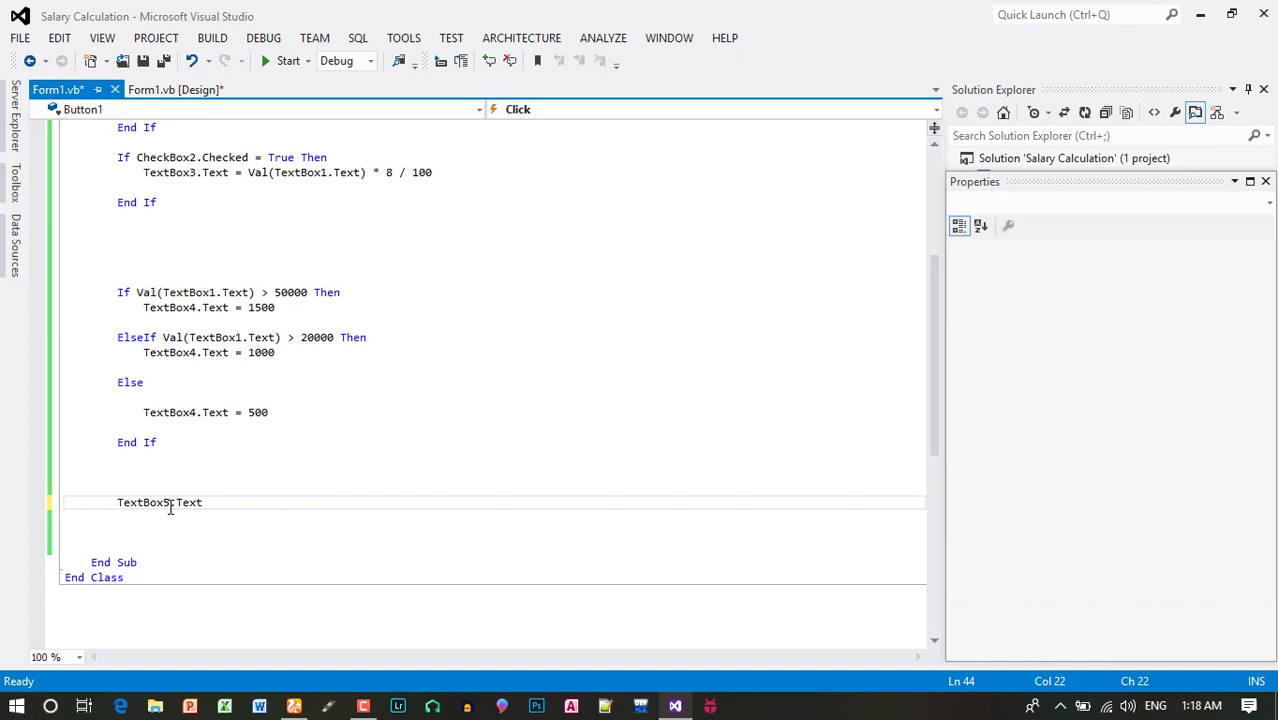 Salary Calculation - Microsoft Visual Studio
Quick Launch (Ctrl+Q)
FILE EDIT VIEW PROJECT BUILD DEBUG TEAM SQL TOOLS TEST ARCHITECTURE ANALYZE WINDOW HELP
Start Debug
Form1.vb* Form1.vb [Design]*
Button1 Click
Server Explorer
Toolbox
Data Sources
End If
If CheckBox2.Checked = True Then
TextBox3.Text = Val(TextBox1.Text) * 8 / 100
End If
If Val(TextBox1.Text) > 50000 Then
TextBox4.Text = 1500
ElseIf Val(TextBox1.Text) > 20000 Then
TextBox4.Text = 1000
Else
TextBox4.Text = 500
End If
TextBox5.Text
End Sub
End Class
100 %
Solution Explorer
Search Solution Explorer (Ctrl+;)
Solution 'Salary Calculation' (1 project)
Properties
Ready Ln 44 Col 22 Ch 22 INS
ENG 1:18 AM